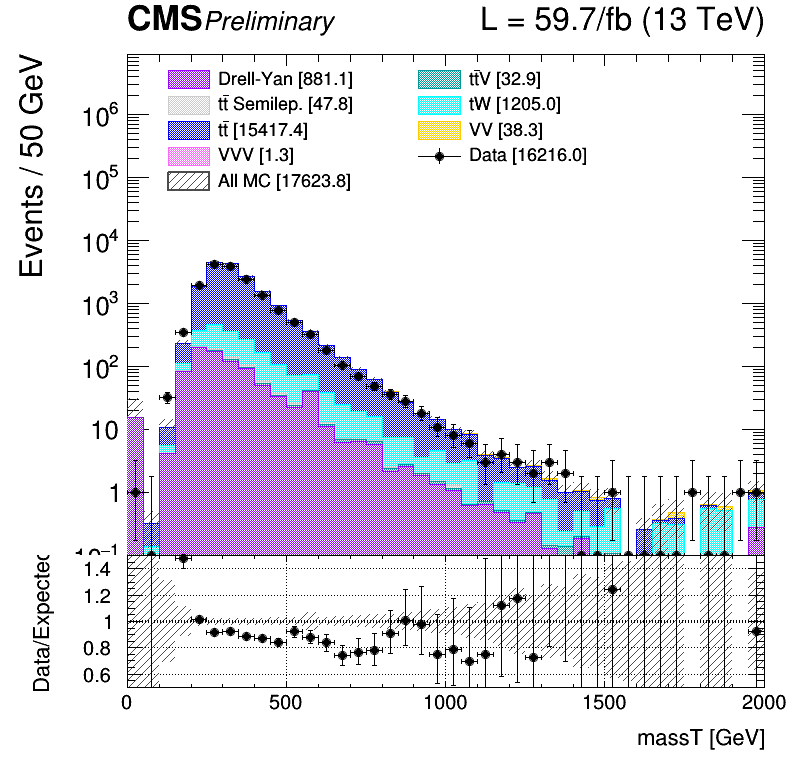 CMS Preliminary L = 59.7/fb (13 TeV)
Events / 50 GeV
Drell-Yan [881.1]
tt̄ Semilep. [47.8]
tt̄ [15417.4]
VVV [1.3]
All MC [17623.8]
tt̄V [32.9]
tW [1205.0]
VV [38.3]
Data [16216.0]
10⁶
10⁵
10⁴
10³
10²
10
1
10⁻¹
Data/Expected
1.4
1.2
1
0.8
0.6
0 500 1000 1500 2000
massT [GeV]